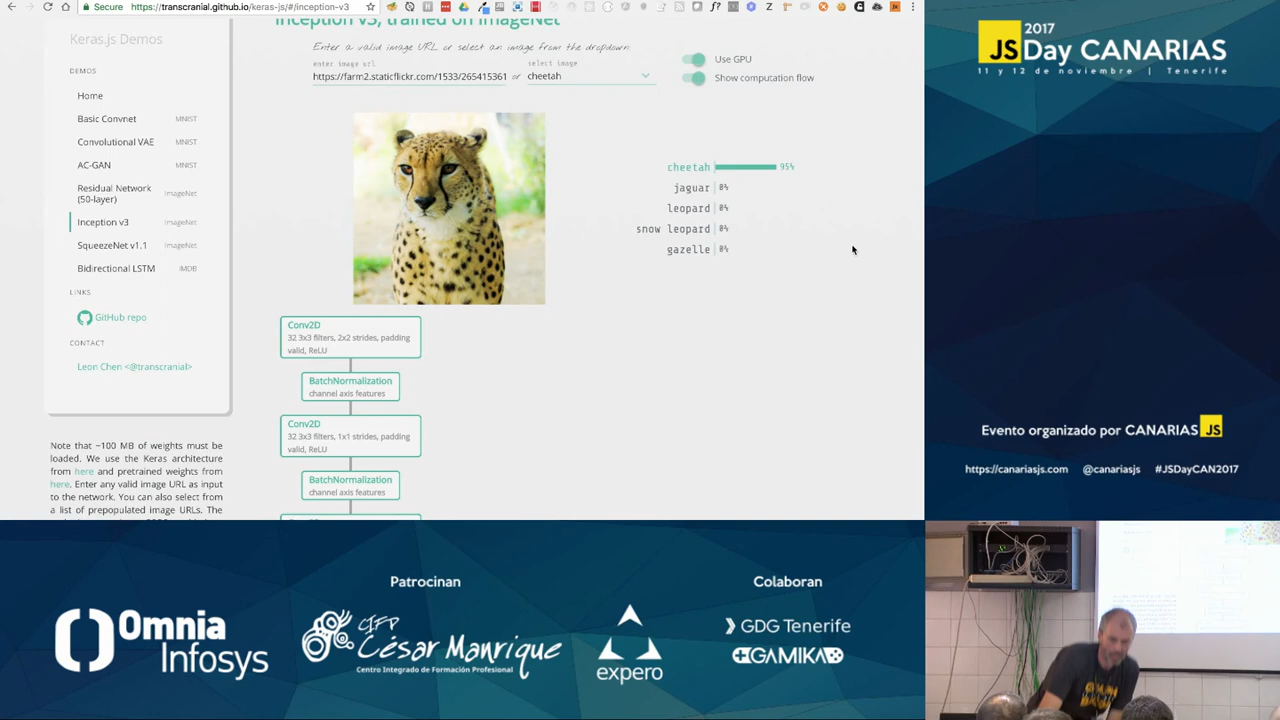 Secure
https://transcranial.github.io/keras-js/#/inception-v3
Keras.js Demos
DEMOS
Home
Basic Convnet MNIST
Convolutional VAE MNIST
AC-GAN MNIST
Residual Network (50-layer) ImageNet
Inception v3 ImageNet
SqueezeNet v1.1 ImageNet
Bidirectional LSTM IMDB
LINKS
GitHub repo
CONTACT
Leon Chen <@transcranial>
Note that ~100 MB of weights must be
loaded. We use the Keras architecture
from here and pretrained weights from
here. Enter any valid image URL as input
to the network. You can also select from
a list of prepopulated image URLs. The
Inception v3, trained on ImageNet
Enter a valid image URL or select an image from the dropdown.
enter image url
https://farm2.staticflickr.com/1533/265415361
or
select image
cheetah
Use GPU
Show computation flow
cheetah 95%
jaguar 0%
leopard 0%
snow leopard 0%
gazelle 0%
Conv2D
32 3x3 filters, 2x2 strides, padding
valid, ReLU
BatchNormalization
channel axis features
Conv2D
32 3x3 filters, 1x1 strides, padding
valid, ReLU
BatchNormalization
channel axis features
2017
JSDay CANARIAS
11 y 12 de noviembre | Tenerife
Evento organizado por CANARIAS JS
https://canariasjs.com @canariasjs #JSDayCAN2017
Patrocinan
Omnia
Infosys
CIFP
César Manrique
Centro Integrado de Formación Profesional
expero
Colaboran
GDG Tenerife
GAMIKA